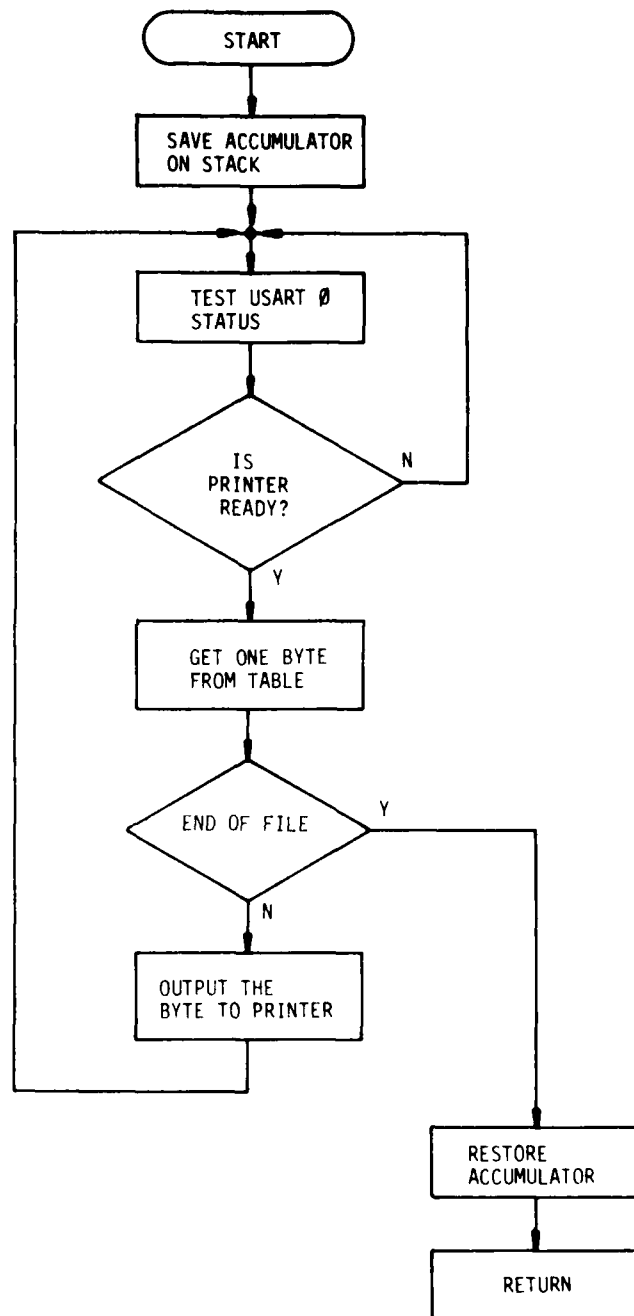 START
SAVE ACCUMULATOR
ON STACK
TEST USART Ø
STATUS
IS
PRINTER
READY?
N
Y
GET ONE BYTE
FROM TABLE
END OF FILE
Y
N
OUTPUT THE
BYTE TO PRINTER
RESTORE
ACCUMULATOR
RETURN